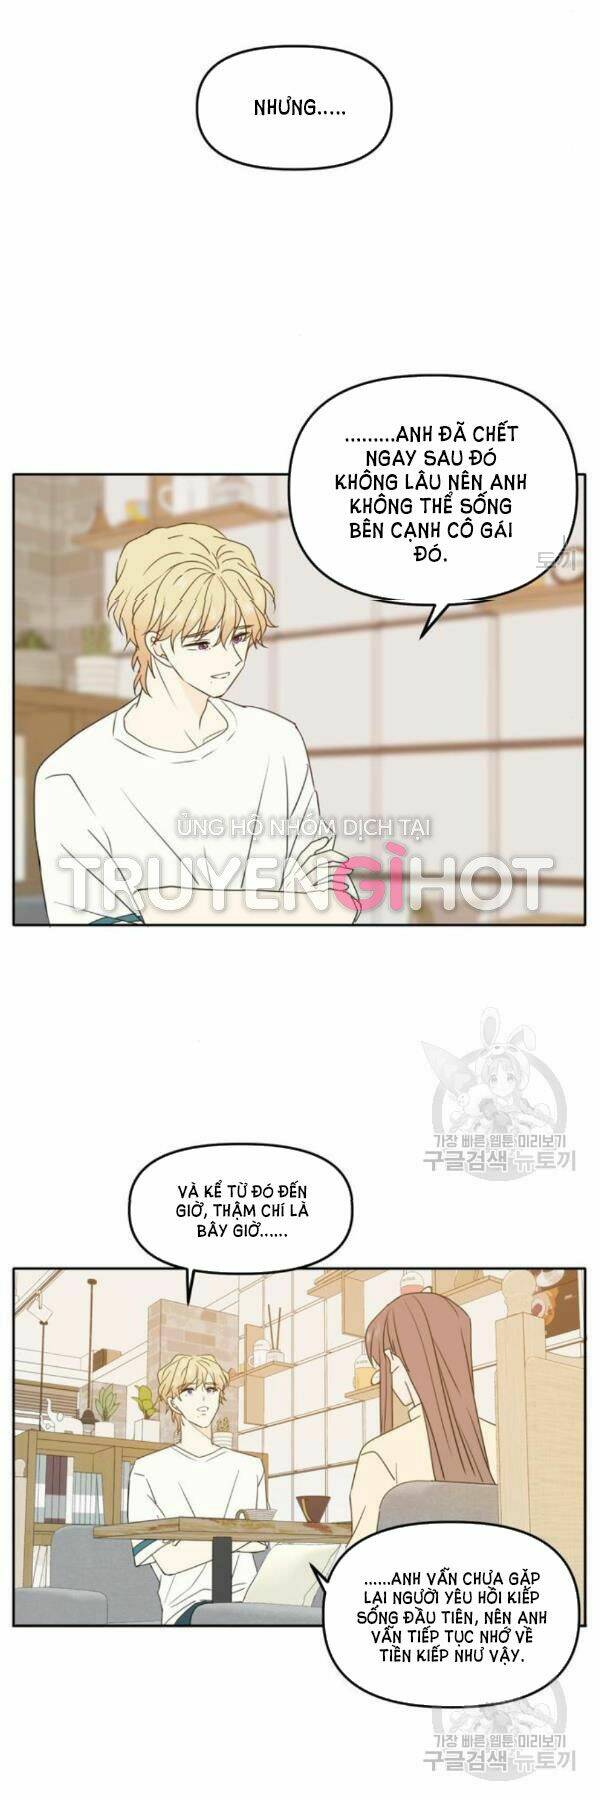 NHƯNG.....
.........ANH ĐÃ CHẾT
NGAY SAU ĐÓ
KHÔNG LÂU NÊN ANH
KHÔNG THỂ SỐNG
BÊN CẠNH CÔ GÁI
ĐÓ.
토끼
ỦNG HỘ NHÓM DỊCH TẠI
TRUYENGIHOT
가장 빠른 웹툰 미리보기
구글검색 뉴토끼
VÀ KỂ TỪ ĐÓ ĐẾN
GIỜ, THẬM CHÍ LÀ
BÂY GIỜ......
......ANH VẪN CHƯA GẶP
LẠI NGƯỜI YÊU HỒI KIẾP
SỐNG ĐẦU TIÊN, NÊN ANH
VẪN TIẾP TỤC NHỚ VỀ
TIỀN KIẾP NHƯ VẬY.
가장 빠른 웹툰 미리보기
구글검색 뉴토끼